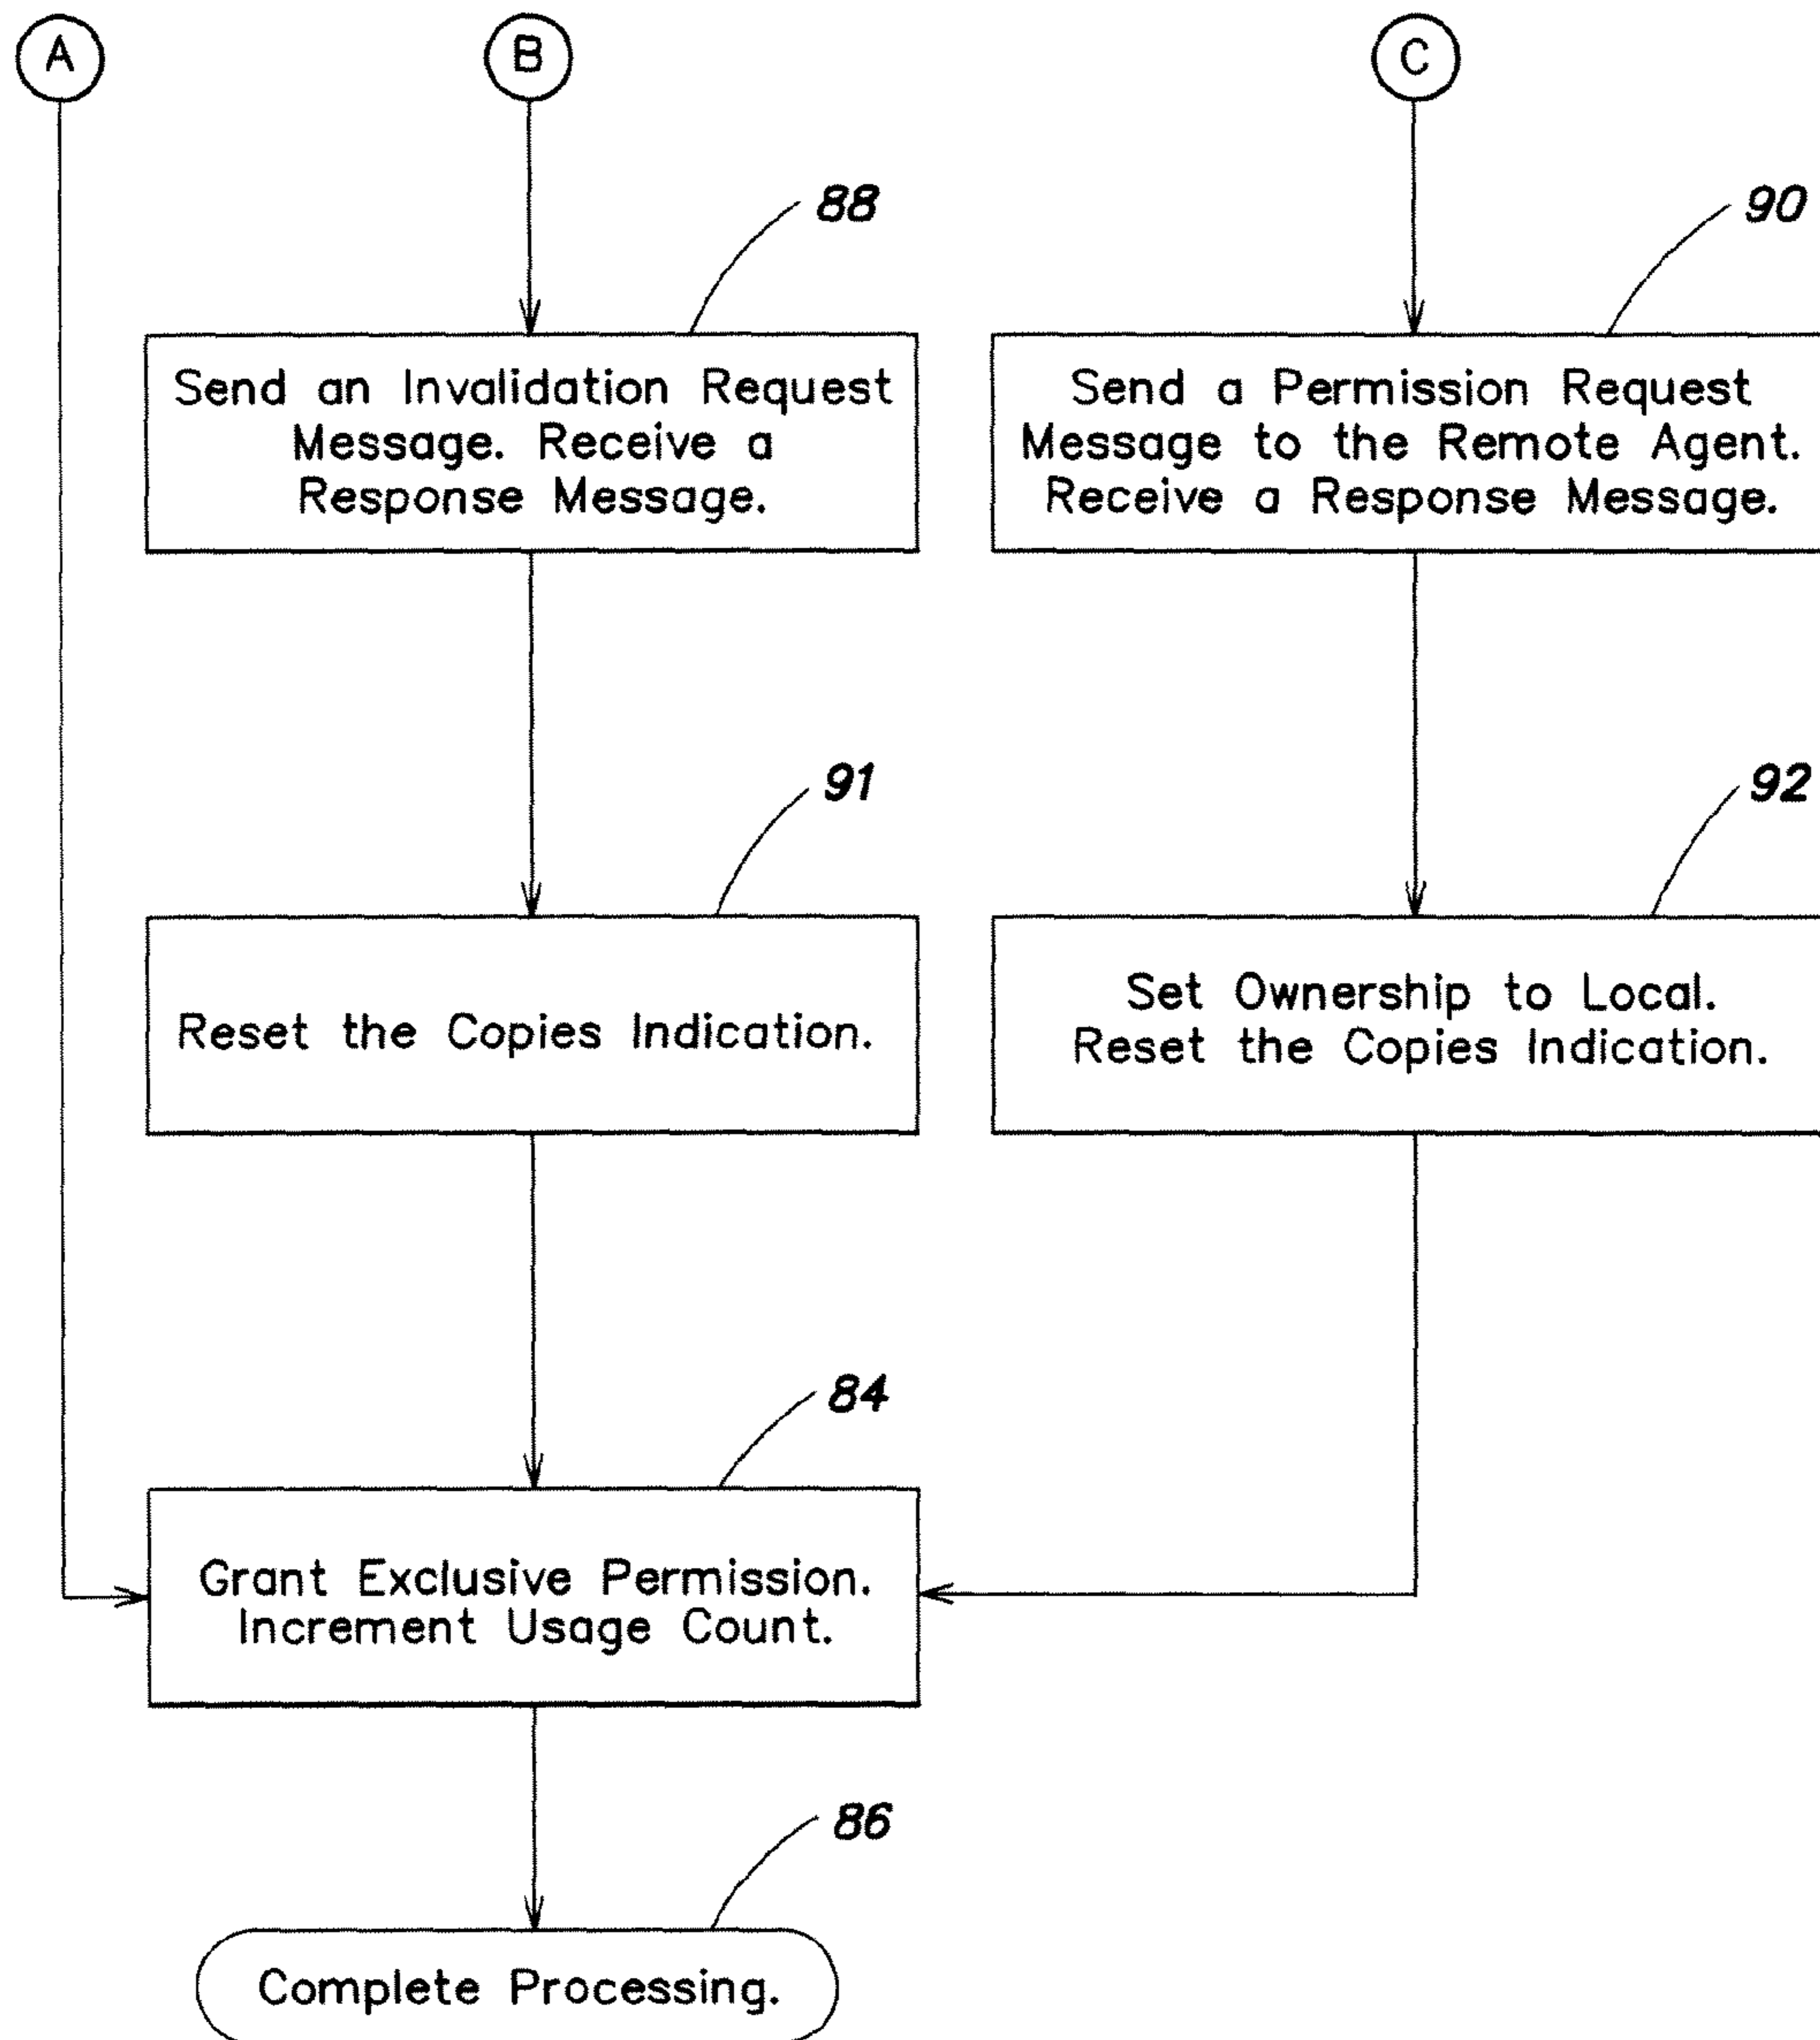 A
B
C
88
90
Send an Invalidation Request
Message. Receive a
Response Message.
Send a Permission Request
Message to the Remote Agent.
Receive a Response Message.
91
92
Reset the Copies Indication.
Set Ownership to Local.
Reset the Copies Indication.
84
Grant Exclusive Permission.
Increment Usage Count.
86
Complete Processing.